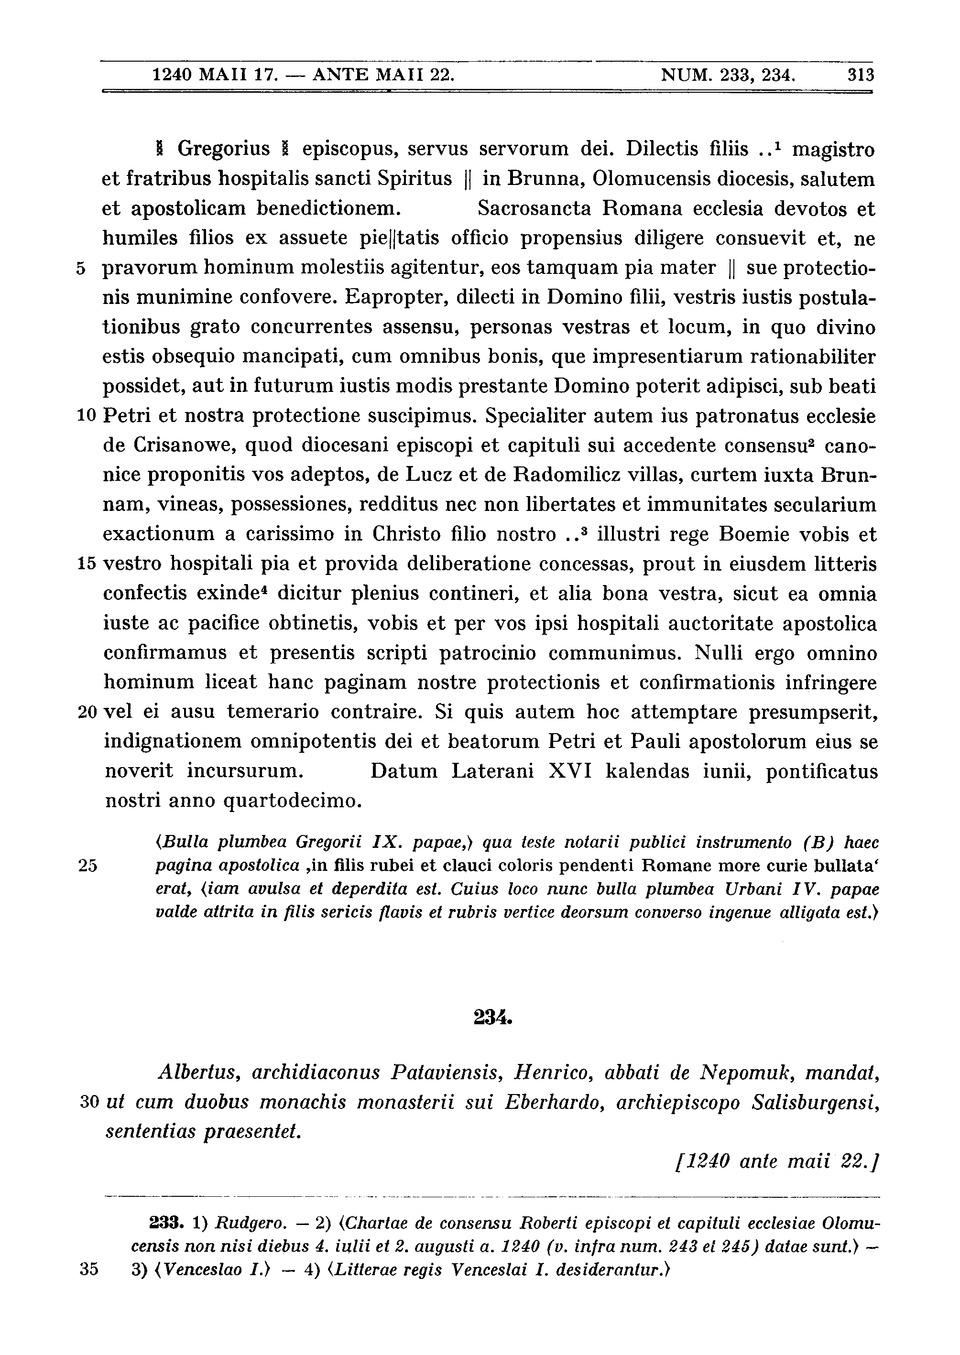 1240 MAII 17. — ANTE MAII 22. NUM. 233, 234. 313
Gregorius episcopus, servus servorum dei. Dilectis filiis ..¹ magistro
et fratribus hospitalis sancti Spiritus || in Brunna, Olomucensis diocesis, salutem
et apostolicam benedictionem. Sacrosancta Romana ecclesia devotos et
humiles filios ex assuete pie||tatis officio propensius diligere consuevit et, ne
5 pravorum hominum molestiis agitentur, eos tamquam pia mater || sue protectio-
nis munimine confovere. Eapropter, dilecti in Domino filii, vestris iustis postula-
tionibus grato concurrentes assensu, personas vestras et locum, in quo divino
estis obsequio mancipati, cum omnibus bonis, que impresentiarum rationabiliter
possidet, aut in futurum iustis modis prestante Domino poterit adipisci, sub beati
10 Petri et nostra protectione suscipimus. Specialiter autem ius patronatus ecclesie
de Crisanowe, quod diocesani episcopi et capituli sui accedente consensu² cano-
nice proponitis vos adeptos, de Lucz et de Radomilicz villas, curtem iuxta Brun-
nam, vineas, possessiones, redditus nec non libertates et immunitates secularium
exactionum a carissimo in Christo filio nostro ..³ illustri rege Boemie vobis et
15 vestro hospitali pia et provida deliberatione concessas, prout in eiusdem litteris
confectis exinde⁴ dicitur plenius contineri, et alia bona vestra, sicut ea omnia
iuste ac pacifice obtinetis, vobis et per vos ipsi hospitali auctoritate apostolica
confirmamus et presentis scripti patrocinio communimus. Nulli ergo omnino
hominum liceat hanc paginam nostre protectionis et confirmationis infringere
20 vel ei ausu temerario contraire. Si quis autem hoc attemptare presumpserit,
indignationem omnipotentis dei et beatorum Petri et Pauli apostolorum eius se
noverit incursurum. Datum Laterani XVI kalendas iunii, pontificatus
nostri anno quartodecimo.
⟨Bulla plumbea Gregorii IX. papae,⟩ qua teste notarii publici instrumento (B) haec
25 pagina apostolica ‚in filis rubei et clauci coloris pendenti Romane more curie bullata‘
erat, ⟨iam avulsa et deperdita est. Cuius loco nunc bulla plumbea Urbani IV. papae
valde attrita in filis sericis flavis et rubris vertice deorsum converso ingenue alligata est.⟩
234.
Albertus, archidiaconus Pataviensis, Henrico, abbati de Nepomuk, mandat,
30 ut cum duobus monachis monasterii sui Eberhardo, archiepiscopo Salisburgensi,
sententias praesentet.
[1240 ante maii 22.]
233. 1) Rudgero. — 2) ⟨Chartae de consensu Roberti episcopi et capituli ecclesiae Olomu-
censis non nisi diebus 4. iulii et 2. augusti a. 1240 (v. infra num. 243 et 245) datae sunt.⟩ —
35 3) ⟨Venceslao I.⟩ — 4) ⟨Litterae regis Venceslai I. desiderantur.⟩